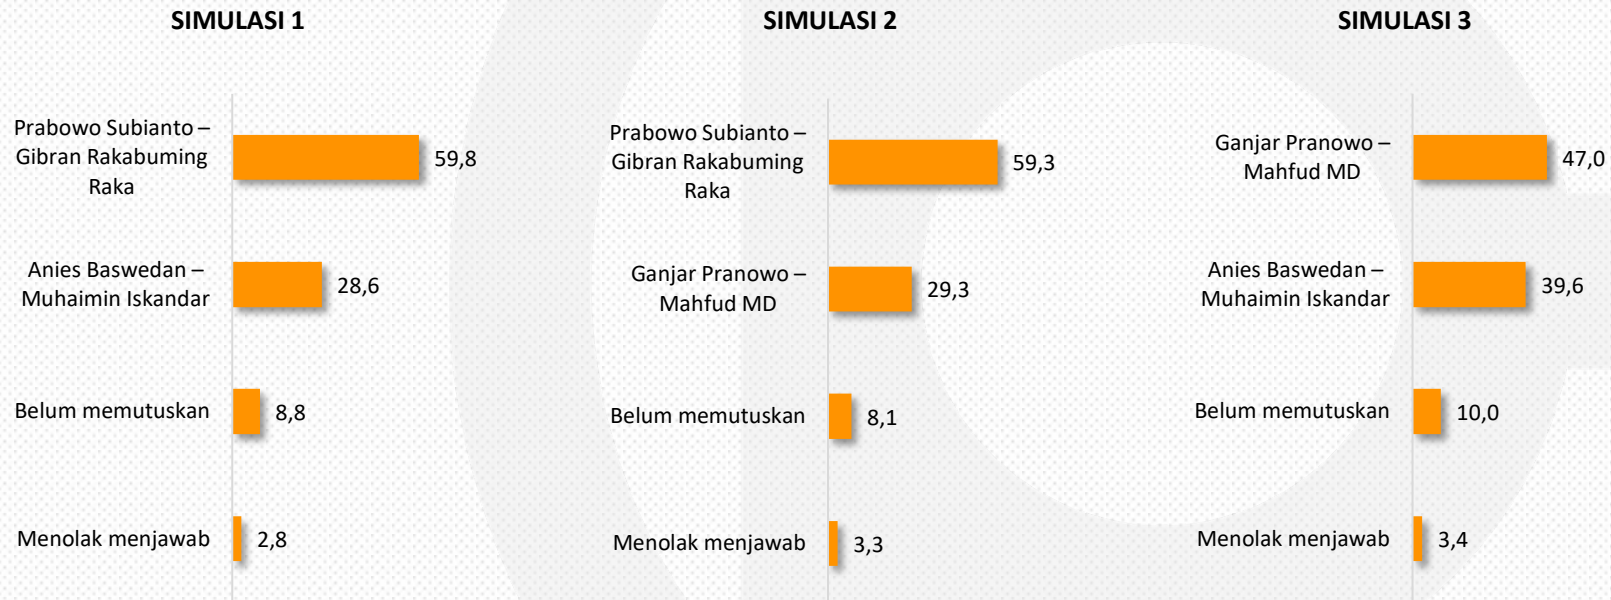 SIMULASI 1
Prabowo Subianto –
Gibran Rakabuming
Raka
59,8
Anies Baswedan –
Muhaimin Iskandar
28,6
Belum memutuskan
8,8
Menolak menjawab
2,8
SIMULASI 2
Prabowo Subianto –
Gibran Rakabuming
Raka
59,3
Ganjar Pranowo –
Mahfud MD
29,3
Belum memutuskan
8,1
Menolak menjawab
3,3
SIMULASI 3
Ganjar Pranowo –
Mahfud MD
47,0
Anies Baswedan –
Muhaimin Iskandar
39,6
Belum memutuskan
10,0
Menolak menjawab
3,4